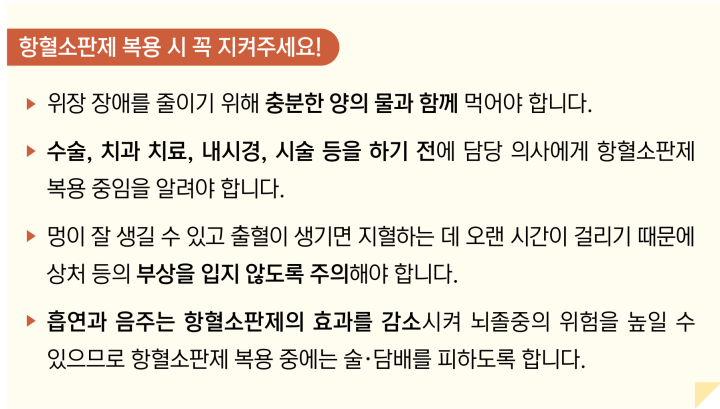 항혈소판제 복용 시 꼭 지켜주세요!
▶ 위장 장애를 줄이기 위해 충분한 양의 물과 함께 먹어야 합니다.
▶ 수술, 치과 치료, 내시경, 시술 등을 하기 전에 담당 의사에게 항혈소판제
복용 중임을 알려야 합니다.
▶ 멍이 잘 생길 수 있고 출혈이 생기면 지혈하는 데 오랜 시간이 걸리기 때문에
상처 등의 부상을 입지 않도록 주의해야 합니다.
▶ 흡연과 음주는 항혈소판제의 효과를 감소시켜 뇌졸중의 위험을 높일 수
있으므로 항혈소판제 복용 중에는 술·담배를 피하도록 합니다.